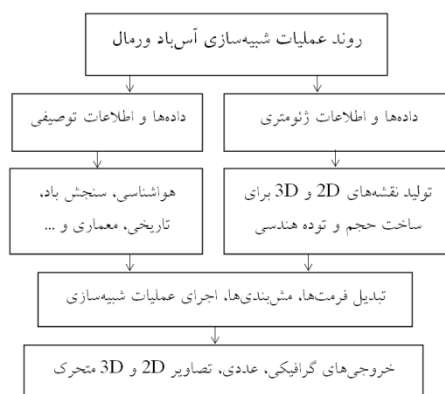 روند عملیات شبیه‌سازی آس‌باد ورمال
داده‌ها و اطلاعات ژئومتری
داده‌ها و اطلاعات توصیفی
تولید نقشه‌های 2D و 3D برای
ساخت حجم و توده هندسی
هواشناسی، سنجش باد،
تاریخی، معماری و ...
تبدیل فرمت‌ها، مش‌بندی‌ها، اجرای عملیات شبیه‌سازی
خروجی‌های گرافیکی، عددی، تصاویر 2D و 3D متحرک